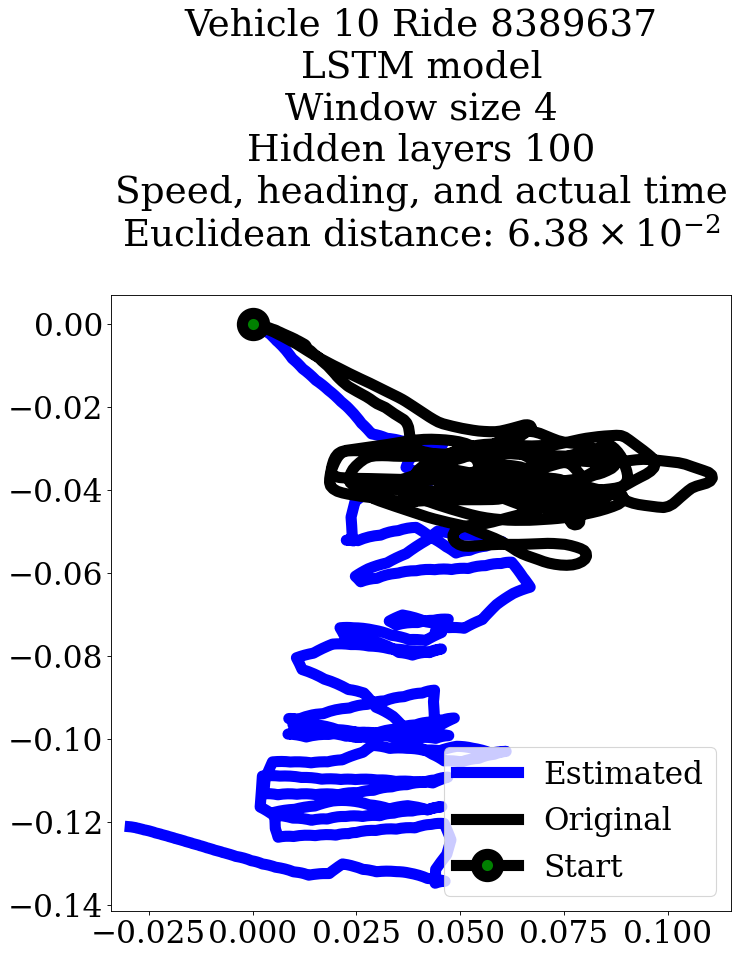 Vehicle 10 Ride 8389637
LSTM model
Window size 4
Hidden layers 100
Speed, heading, and actual time
Euclidean distance: 6.38 × 10⁻²
0.00
−0.02
−0.04
−0.06
−0.08
−0.10
−0.12
−0.14
Estimated
Original
Start
−0.025 0.000 0.025 0.050 0.075 0.100